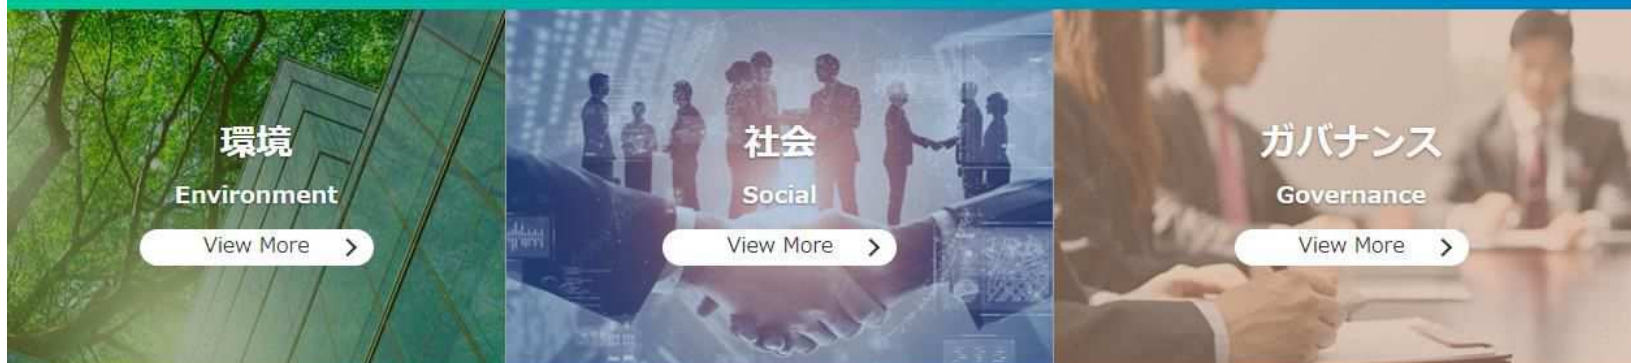 環境
Environment
View More
社会
Social
View More
ガバナンス
Governance
View More